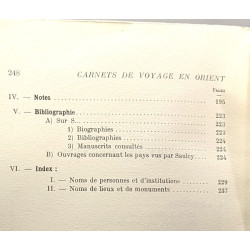 248 CARNETS DE VOYAGE EN ORIENT
Pages
IV. — Notes . . . . . . . . 195
V. — Bibliographie . . . . . . . . 223
A) Sur S... . . . . . . . . 223
1) Biographies . . . . . . . . 223
2) Bibliographies . . . . . . . . 224
3) Manuscrits consultés . . . . . . . . 224
B) Ouvrages concernant les pays vus par Saulcy . 224
VI. — Index :
I. — Noms de personnes et d'institutions . . . . 229
II. — Noms de lieux et de monuments . . . . 237